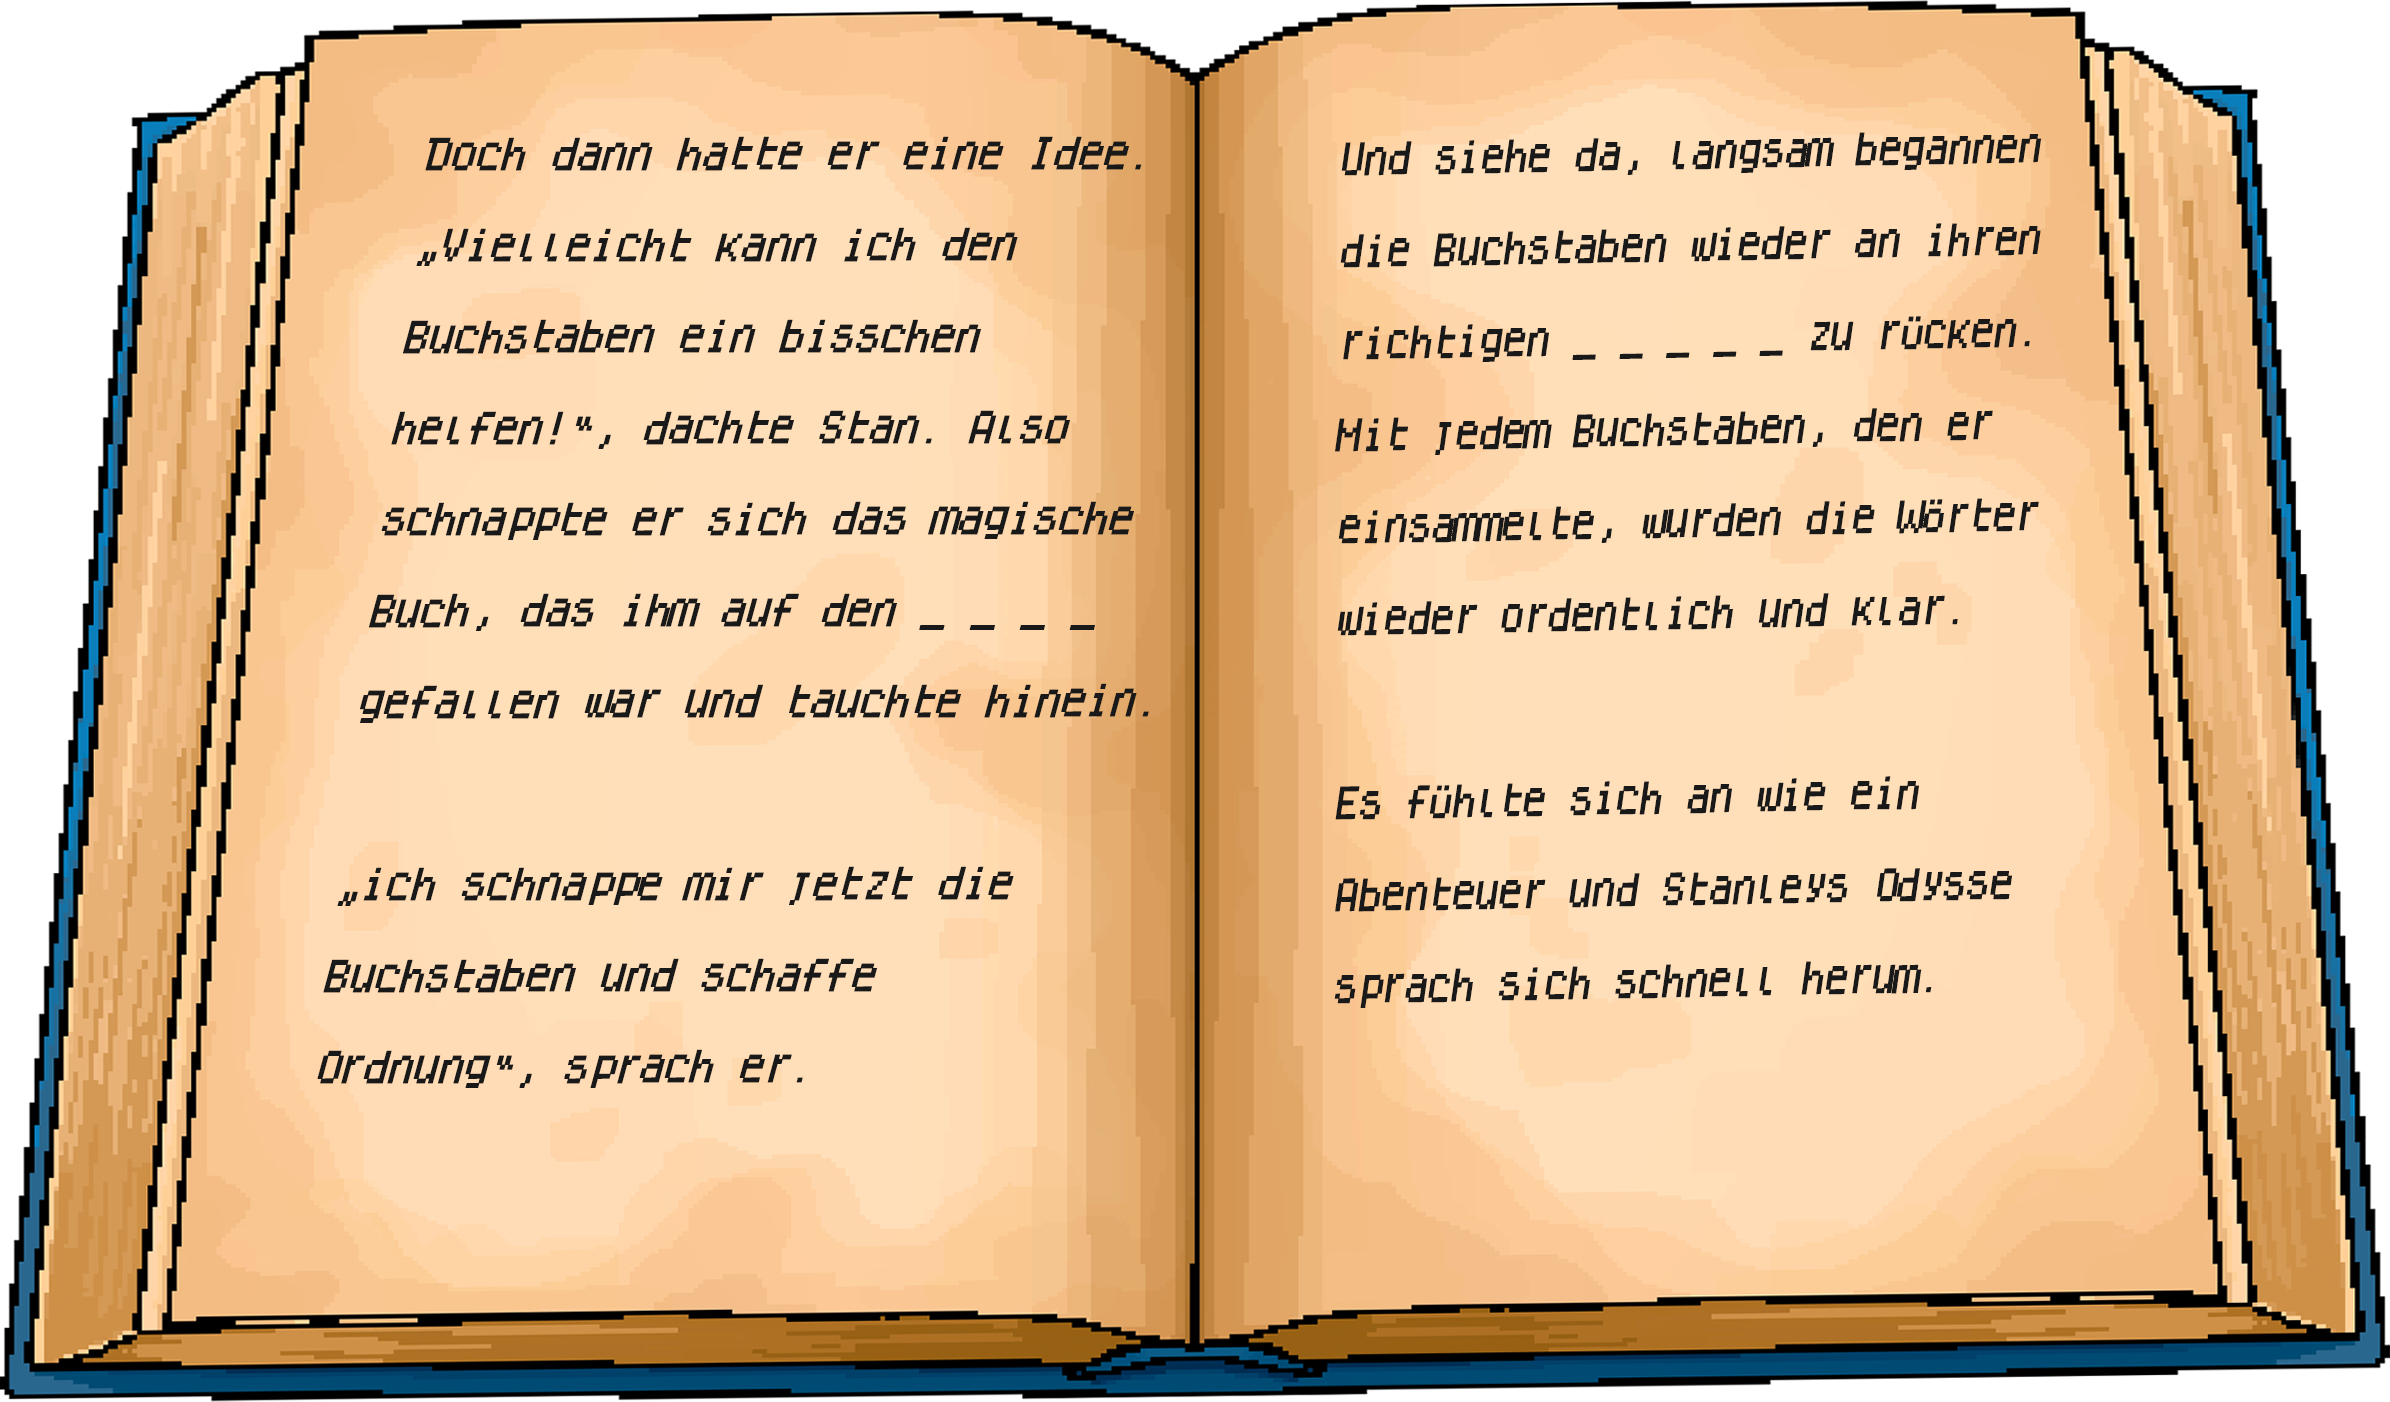 Doch dann hatte er eine Idee.
„Vielleicht kann ich den
Buchstaben ein bisschen
helfen!“, dachte Stan. Also
schnappte er sich das magische
Buch, das ihm auf den _ _ _ _
gefallen war und tauchte hinein.
„ich schnappe mir jetzt die
Buchstaben und schaffe
Ordnung“, sprach er.
Und siehe da, langsam begannen
die Buchstaben wieder an ihren
richtigen _ _ _ _ _ zu rücken.
Mit jedem Buchstaben, den er
einsammelte, wurden die Wörter
wieder ordentlich und klar.
Es fühlte sich an wie ein
Abenteuer und Stanleys Odysse
sprach sich schnell herum.